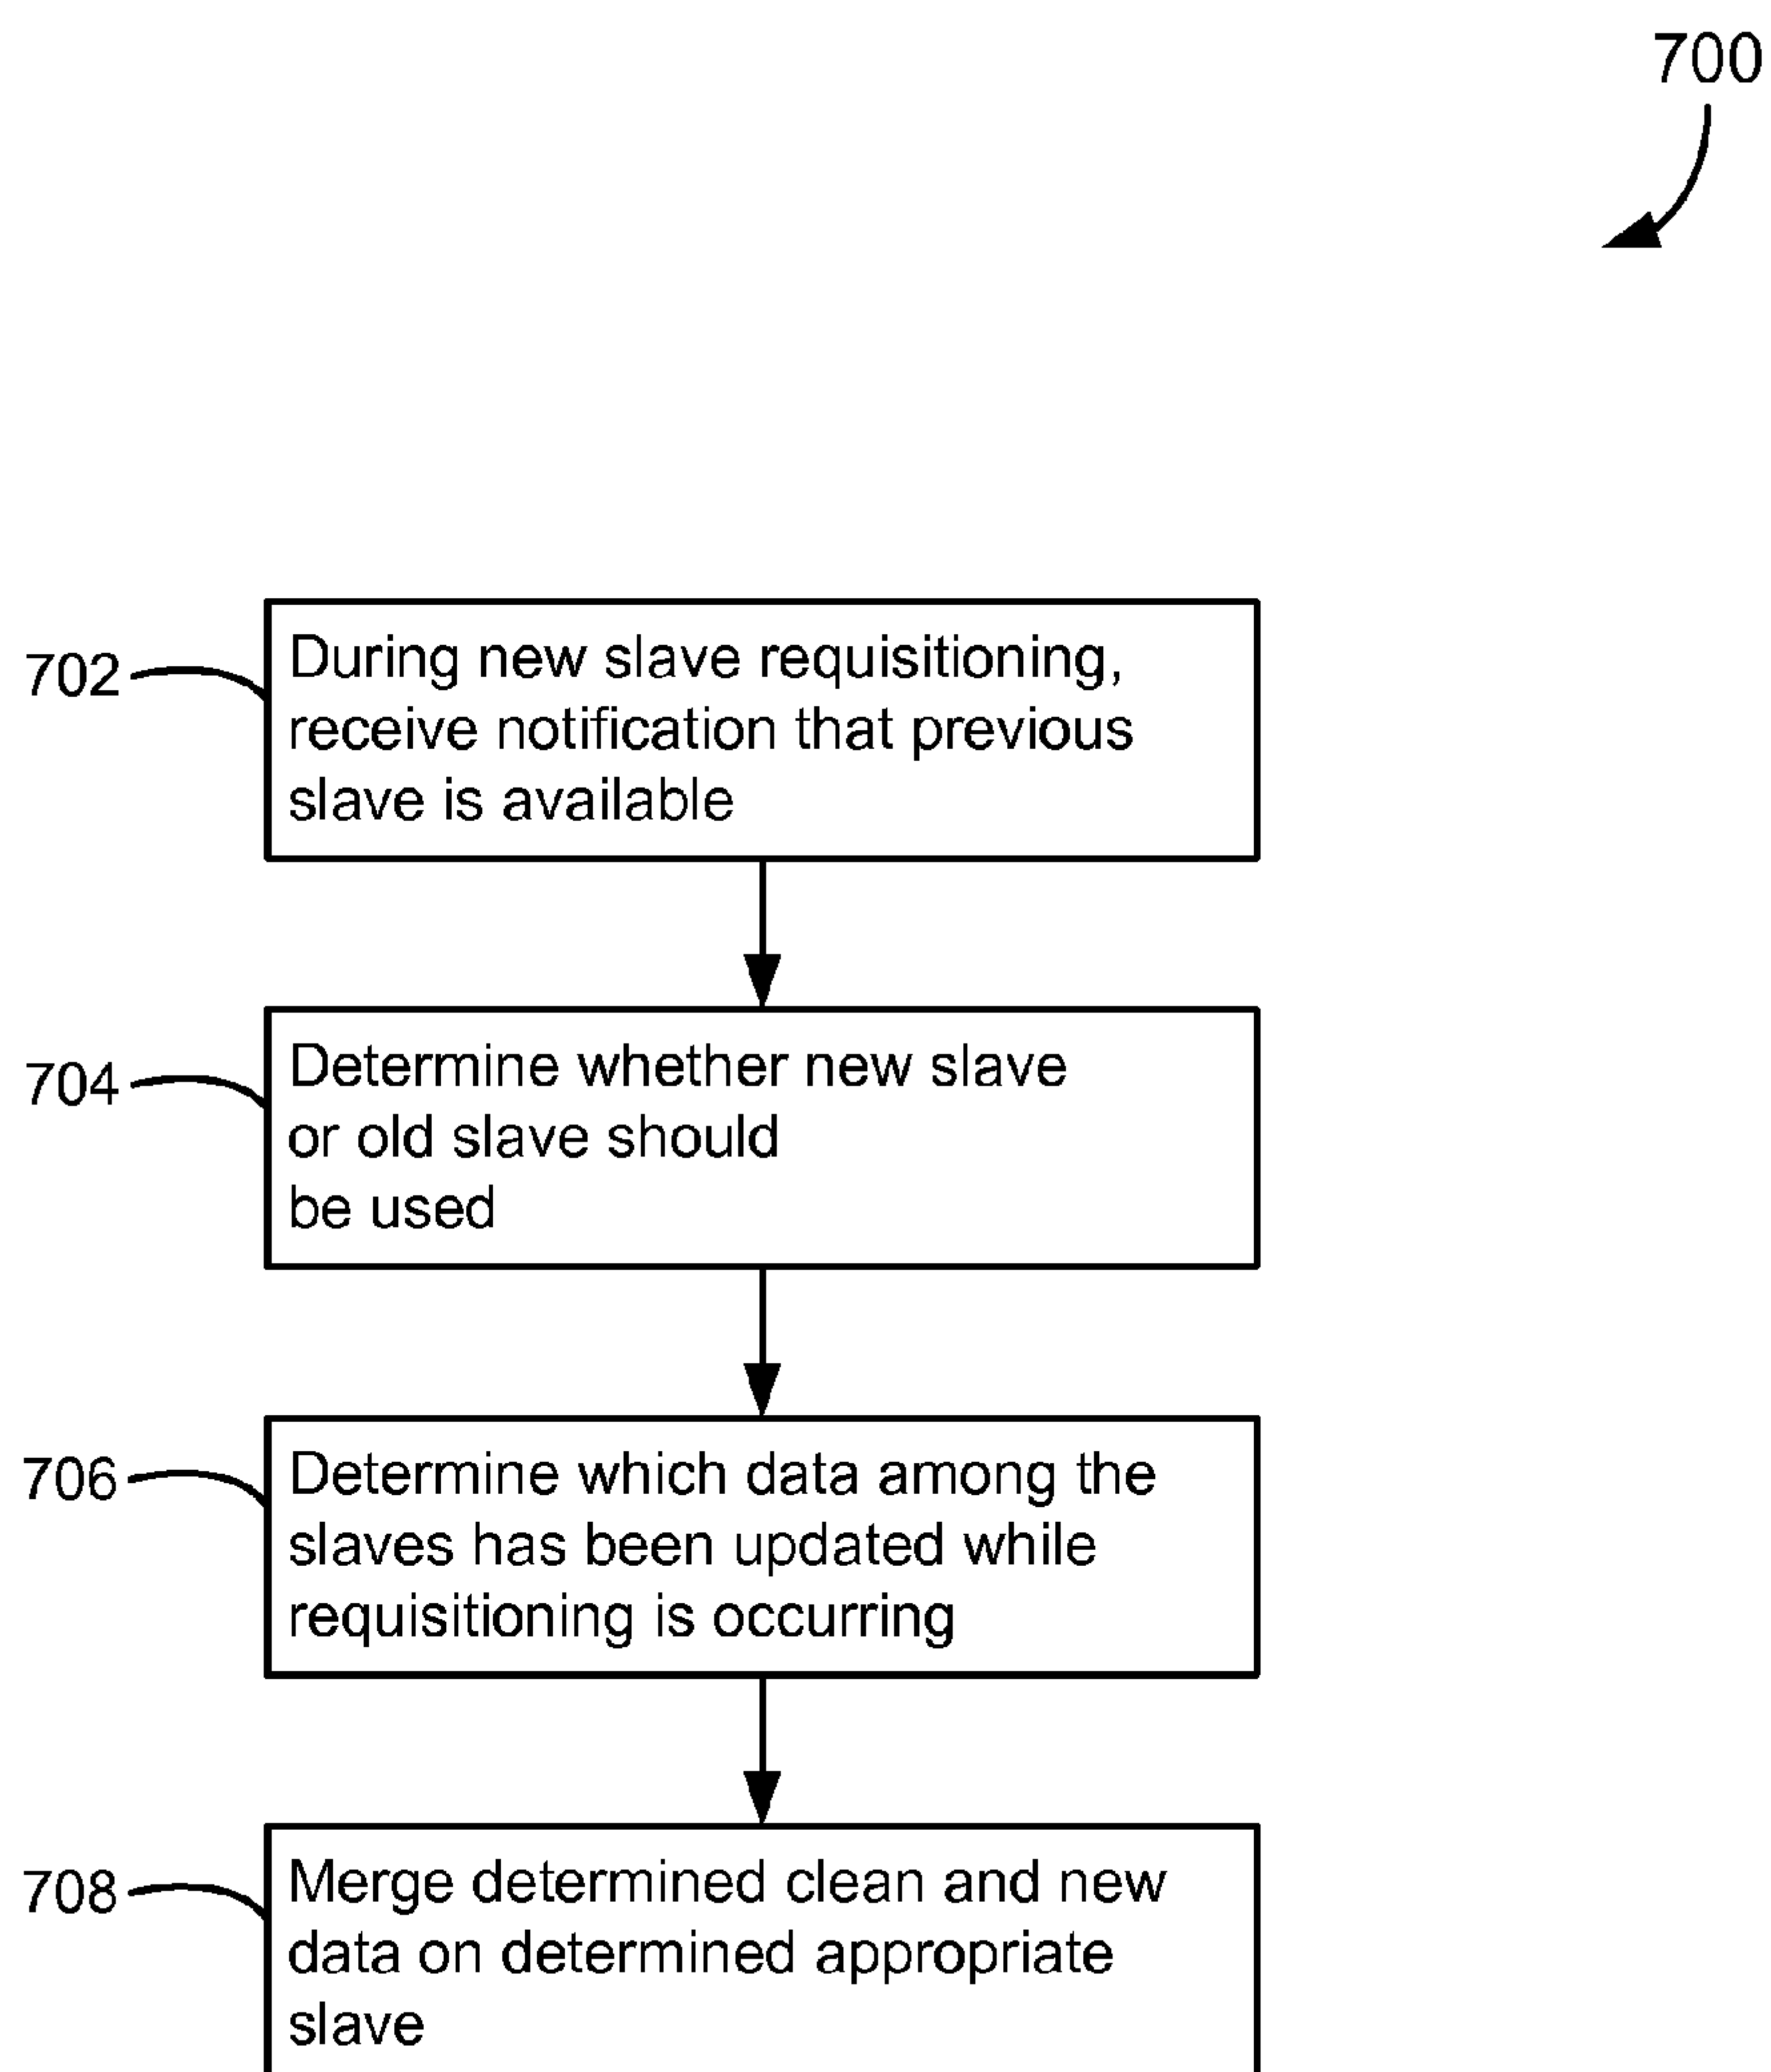 700
702
During new slave requisitioning,
receive notification that previous
slave is available
704
Determine whether new slave
or old slave should
be used
706
Determine which data among the
slaves has been updated while
requisitioning is occurring
708
Merge determined clean and new
data on determined appropriate
slave